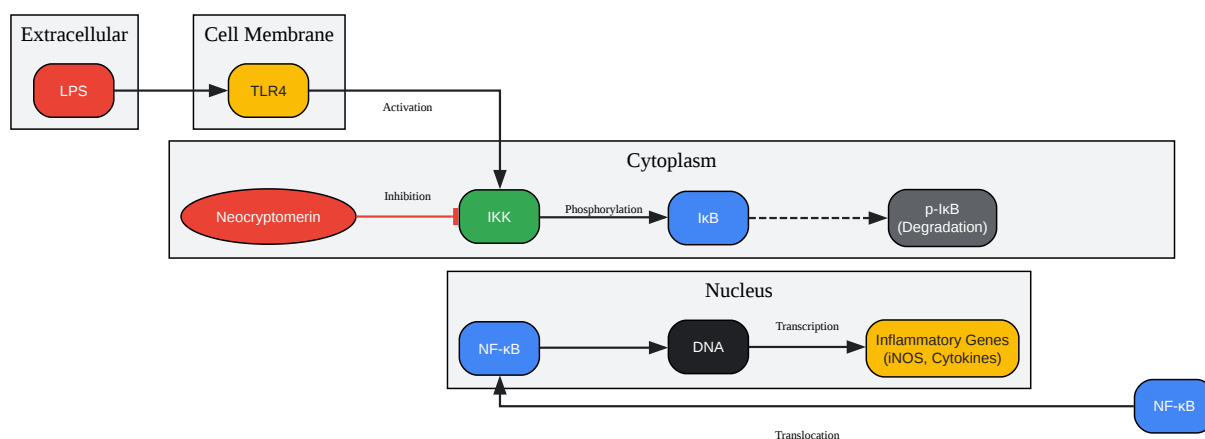 Extracellular
Cell Membrane
LPS
TLR4
Activation
Cytoplasm
Neocryptomerin
Inhibition
IKK
Phosphorylation
IκB
p-IκB
(Degradation)
Nucleus
NF-κB
DNA
Transcription
Inflammatory Genes
(iNOS, Cytokines)
NF-κB
Translocation